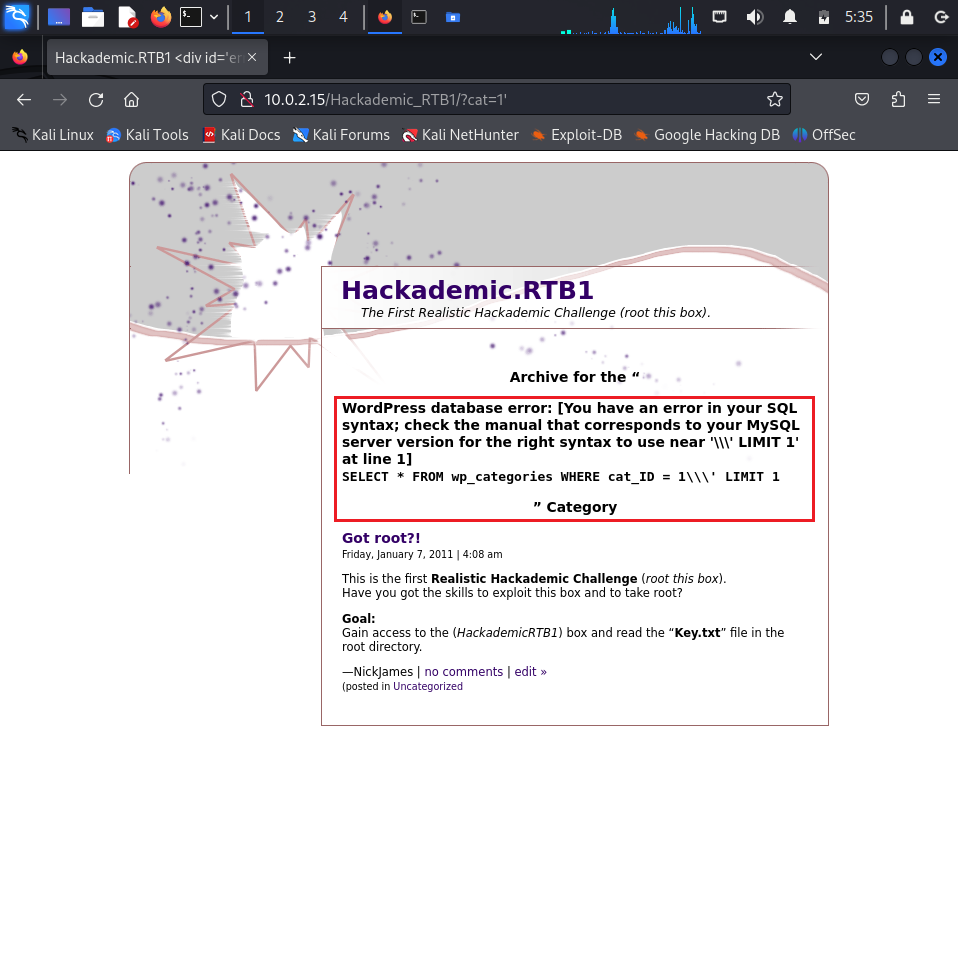 1 2 3 4 5:35
Hackademic.RTB1 <div id='er
10.0.2.15/Hackademic_RTB1/?cat=1'
Kali Linux Kali Tools Kali Docs Kali Forums Kali NetHunter Exploit-DB Google Hacking DB OffSec
Hackademic.RTB1
The First Realistic Hackademic Challenge (root this box).
Archive for the “
WordPress database error: [You have an error in your SQL
syntax; check the manual that corresponds to your MySQL
server version for the right syntax to use near '\\\' LIMIT 1'
at line 1]
SELECT * FROM wp_categories WHERE cat_ID = 1\\\' LIMIT 1
” Category
Got root?!
Friday, January 7, 2011 | 4:08 am
This is the first Realistic Hackademic Challenge (root this box).
Have you got the skills to exploit this box and to take root?
Goal:
Gain access to the (HackademicRTB1) box and read the “Key.txt” file in the
root directory.
—NickJames | no comments | edit »
(posted in Uncategorized